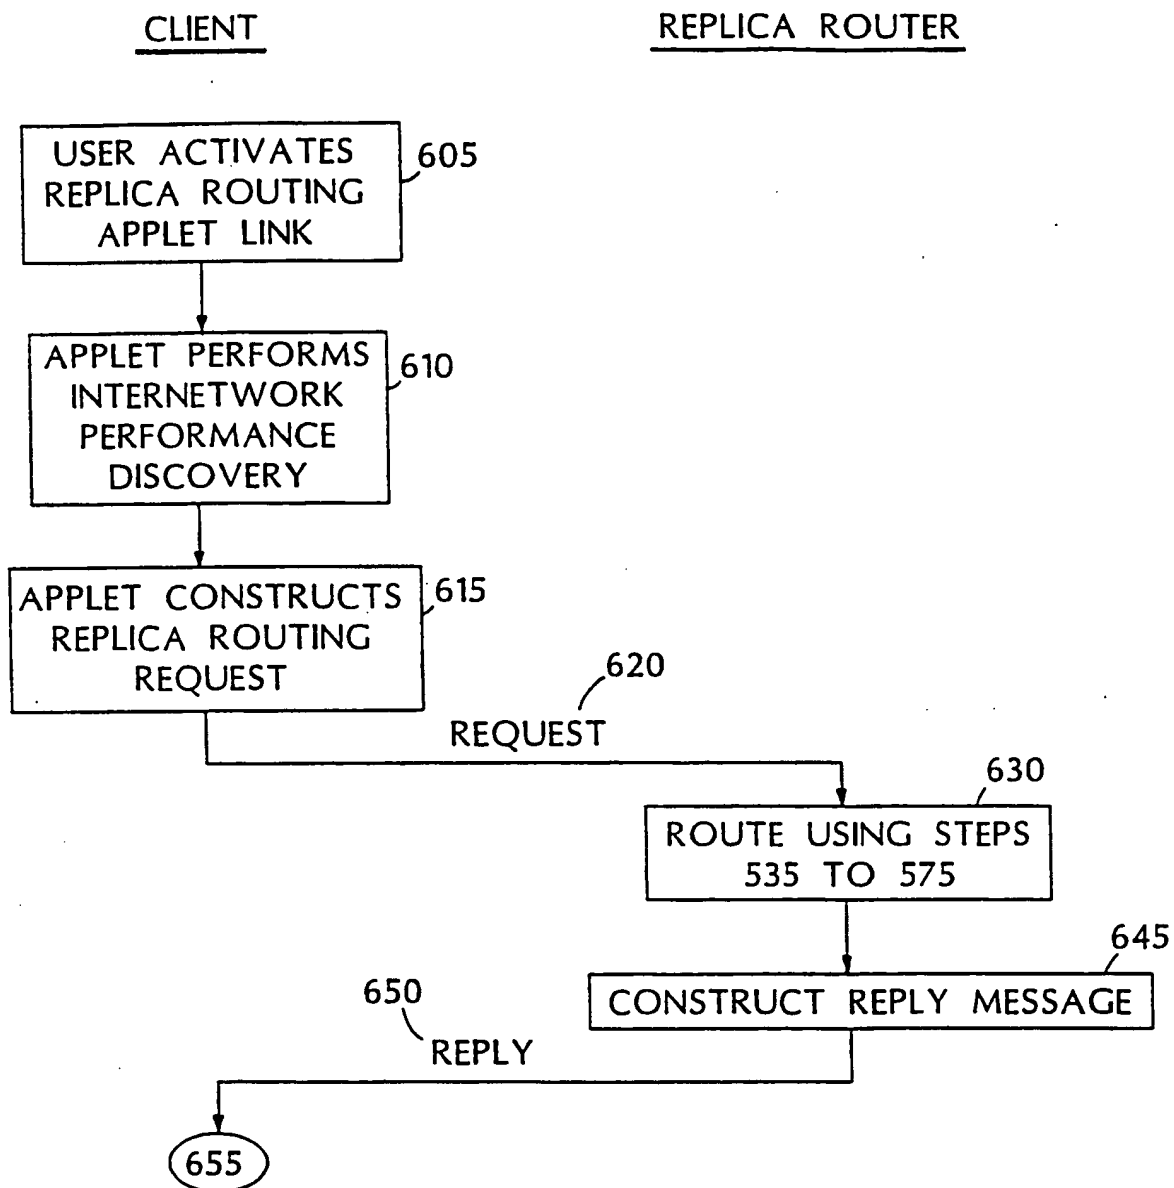 CLIENT
REPLICA ROUTER
USER ACTIVATES
REPLICA ROUTING
APPLET LINK
605
APPLET PERFORMS
INTERNETWORK
PERFORMANCE
DISCOVERY
610
APPLET CONSTRUCTS
REPLICA ROUTING
REQUEST
615
620
REQUEST
630
ROUTE USING STEPS
535 TO 575
645
CONSTRUCT REPLY MESSAGE
650
REPLY
655